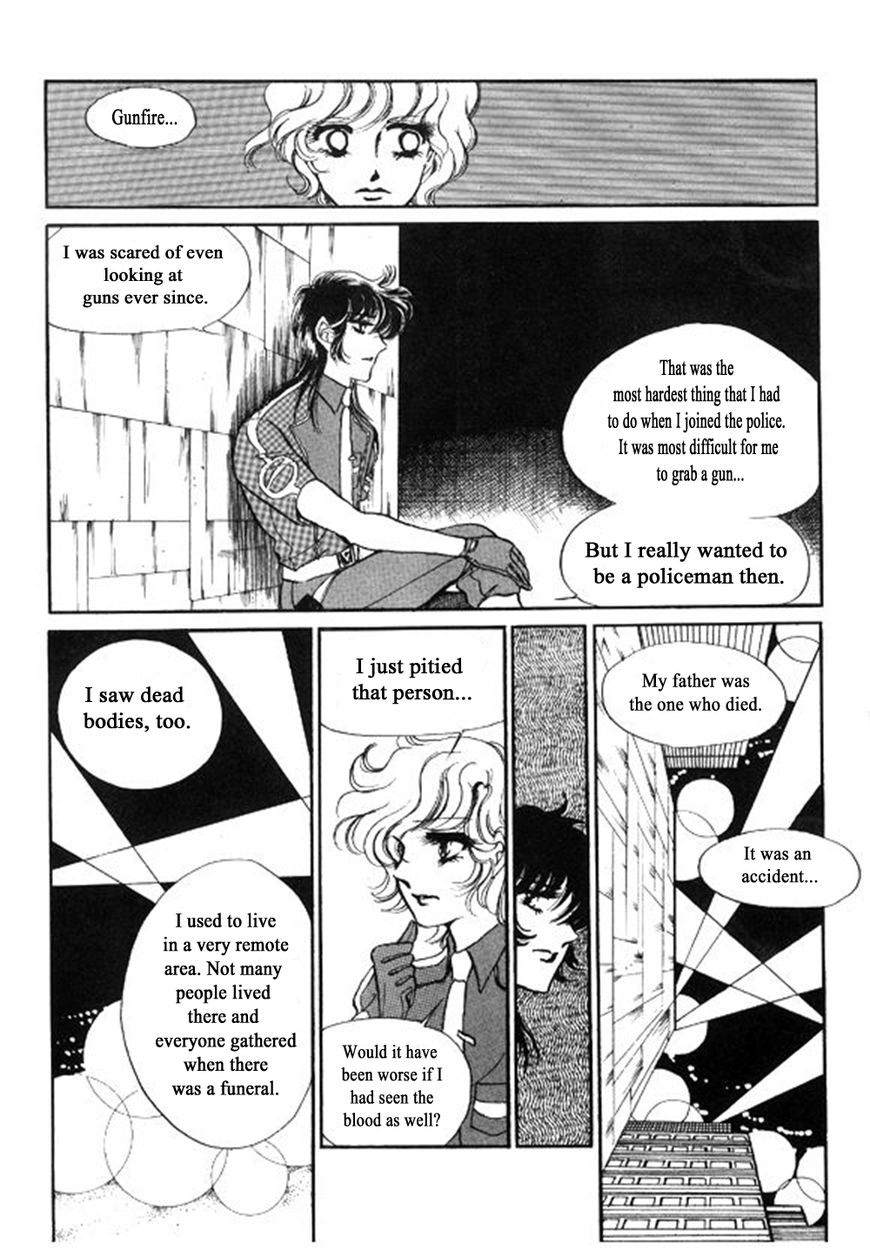 Gunfire...
I was scared of even
looking at
guns ever since.
That was the
most hardest thing that I had
to do when I joined the police.
It was most difficult for me
to grab a gun...
But I really wanted to
be a policeman then.
I saw dead
bodies, too.
I used to live
in a very remote
area. Not many
people lived
there and
everyone gathered
when there
was a funeral.
I just pitied
that person...
Would it have
been worse if I
had seen the
blood as well?
My father was
the one who died.
It was an
accident...